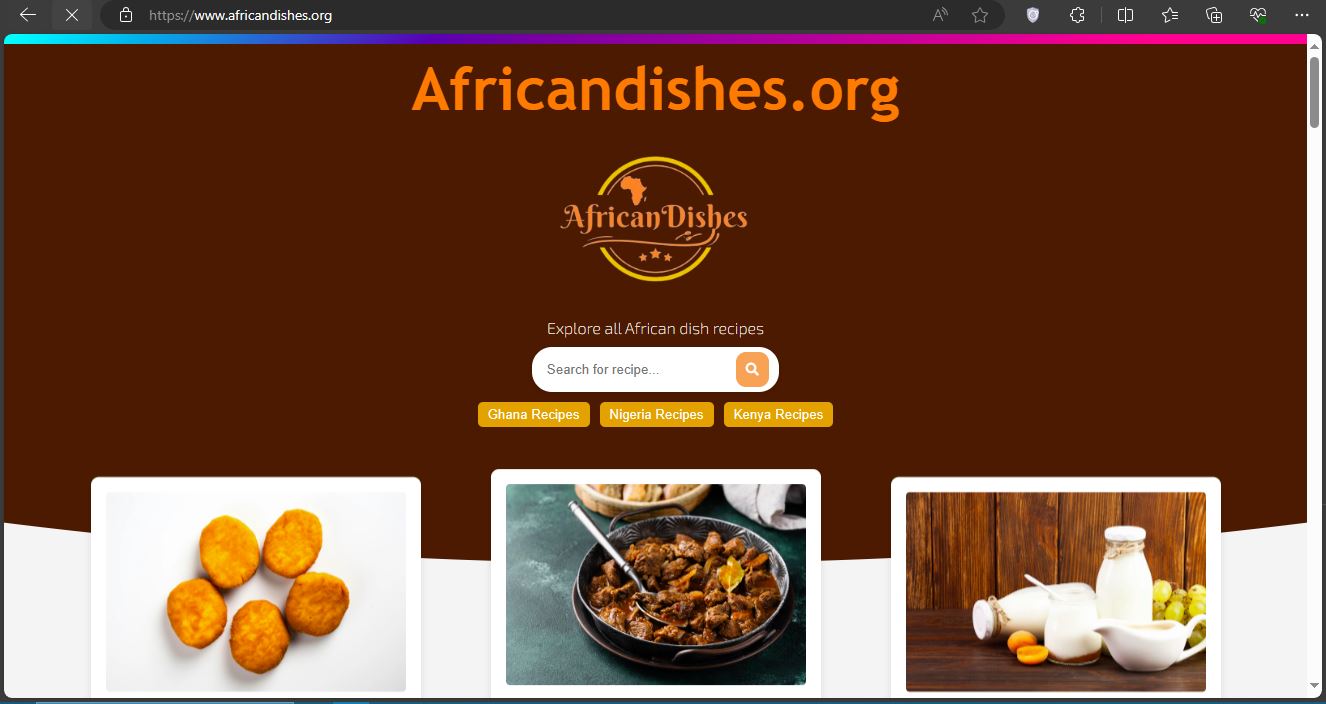 https://www.africandishes.org
Africandishes.org
AfricanDishes
Explore all African dish recipes
Search for recipe...
Ghana Recipes
Nigeria Recipes
Kenya Recipes